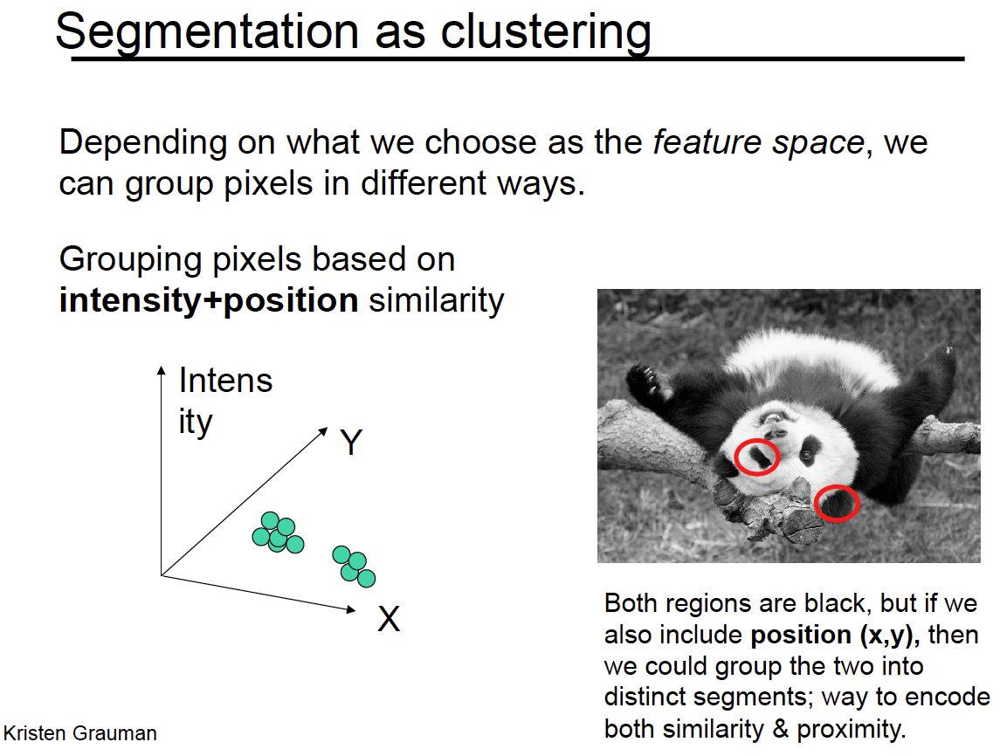 Segmentation as clustering
Depending on what we choose as the feature space, we
can group pixels in different ways.
Grouping pixels based on
intensity+position similarity
Intens
ity
Y
X
Both regions are black, but if we
also include position (x,y), then
we could group the two into
distinct segments; way to encode
both similarity & proximity.
Kristen Grauman